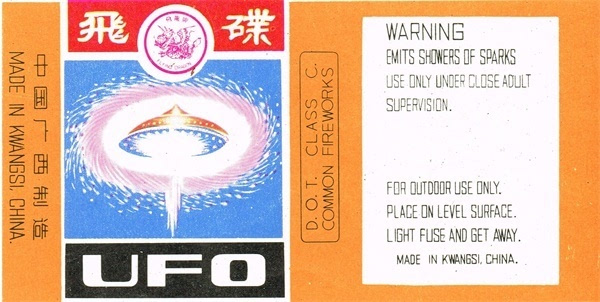 中国广西制造
MADE IN KWANGSI, CHINA.
飛碟
UFO
D.O.T. CLASS C.
COMMON FIREWORKS
WARNING
EMITS SHOWERS OF SPARKS
USE ONLY UNDER CLOSE ADULT
SUPERVISION.
FOR OUTDOOR USE ONLY.
PLACE ON LEVEL SURFACE.
LIGHT FUSE AND GET AWAY.
MADE IN KWANGSI, CHINA.